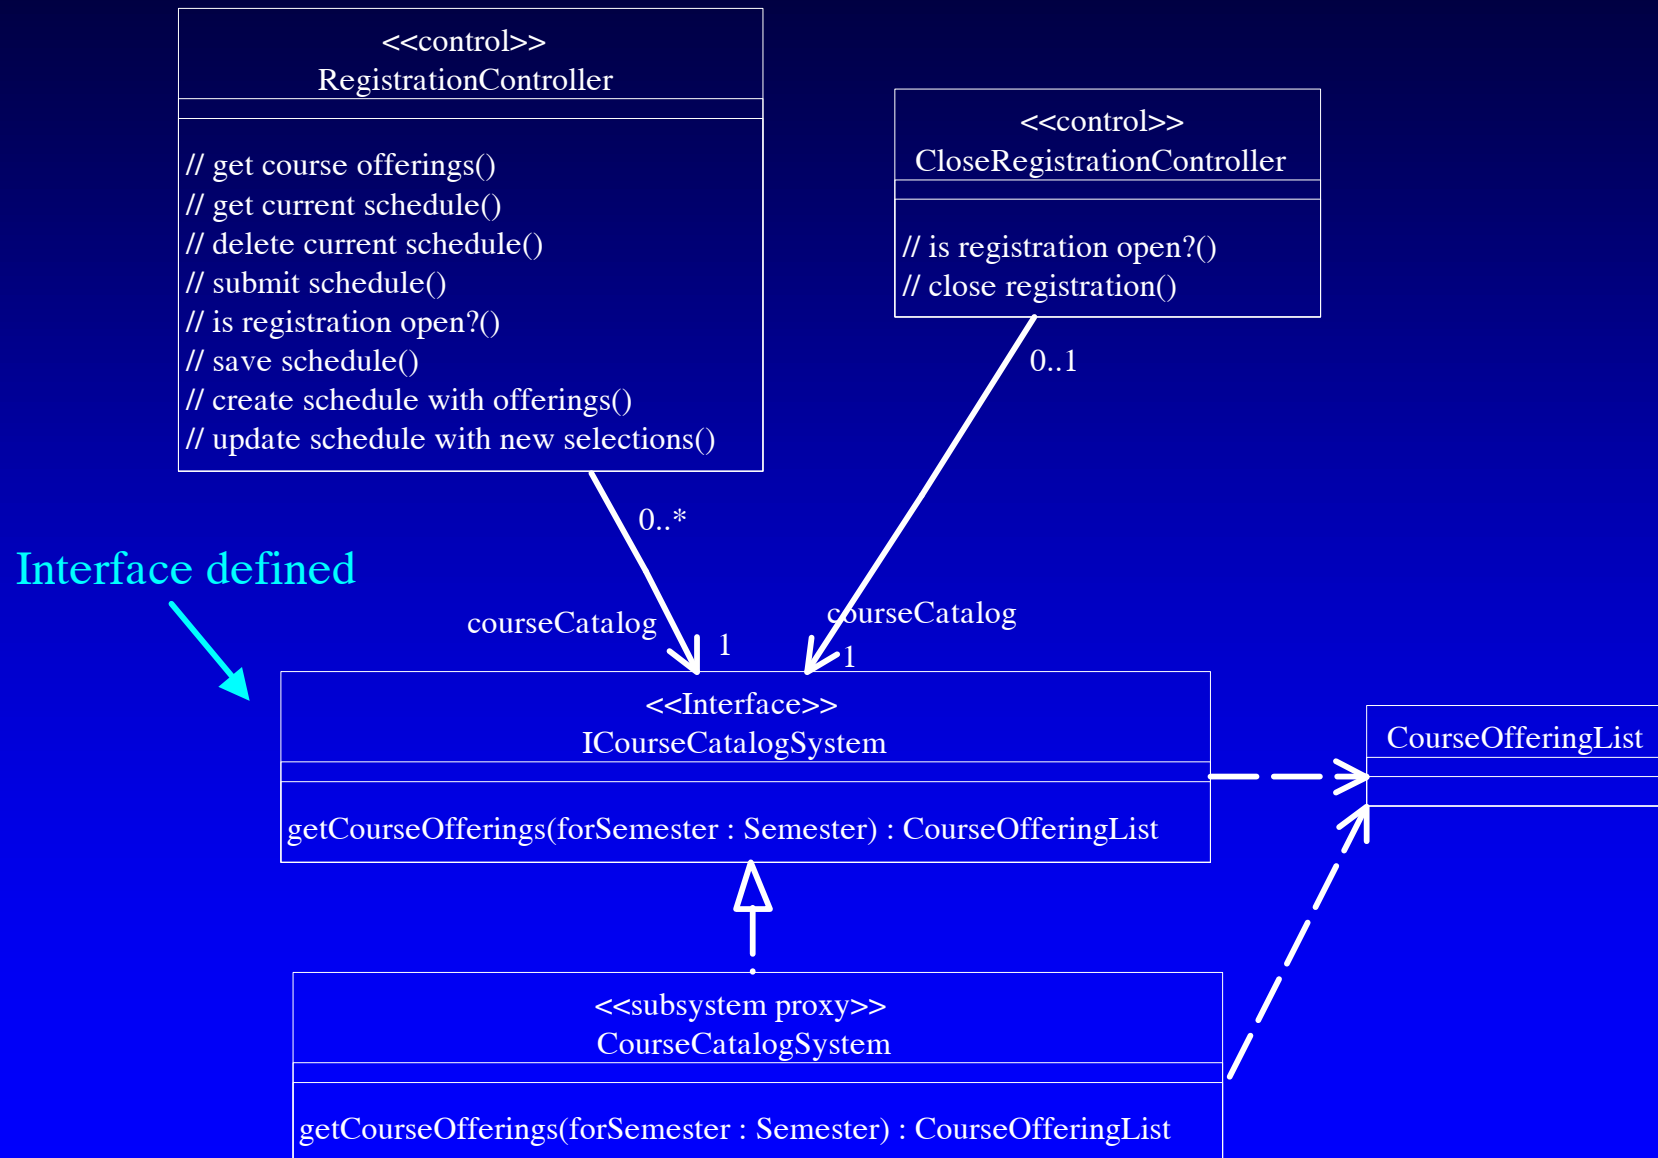 <<control>>
RegistrationController
// get course offerings()
// get current schedule()
// delete current schedule()
// submit schedule()
// is registration open?()
// save schedule()
// create schedule with offerings()
// update schedule with new selections()
<<control>>
CloseRegistrationController
// is registration open?()
// close registration()
0..1
0..*
Interface defined
courseCatalog
1
courseCatalog
1
<<Interface>>
ICourseCatalogSystem
getCourseOfferings(forSemester : Semester) : CourseOfferingList
CourseOfferingList
<<subsystem proxy>>
CourseCatalogSystem
getCourseOfferings(forSemester : Semester) : CourseOfferingList